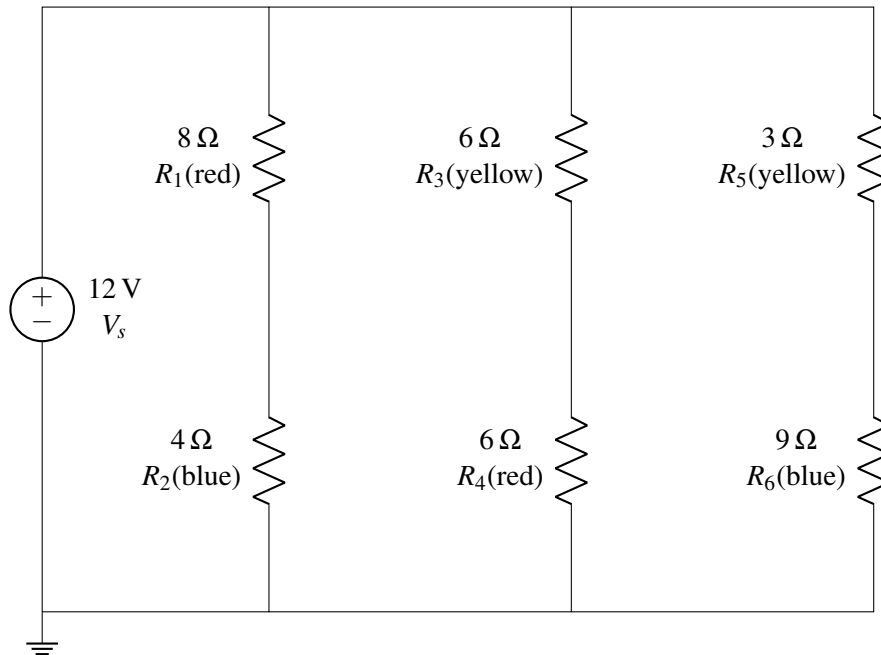 8 Ω
R1(red)
6 Ω
R3(yellow)
3 Ω
R5(yellow)
+
−
12 V
Vs
4 Ω
R2(blue)
6 Ω
R4(red)
9 Ω
R6(blue)